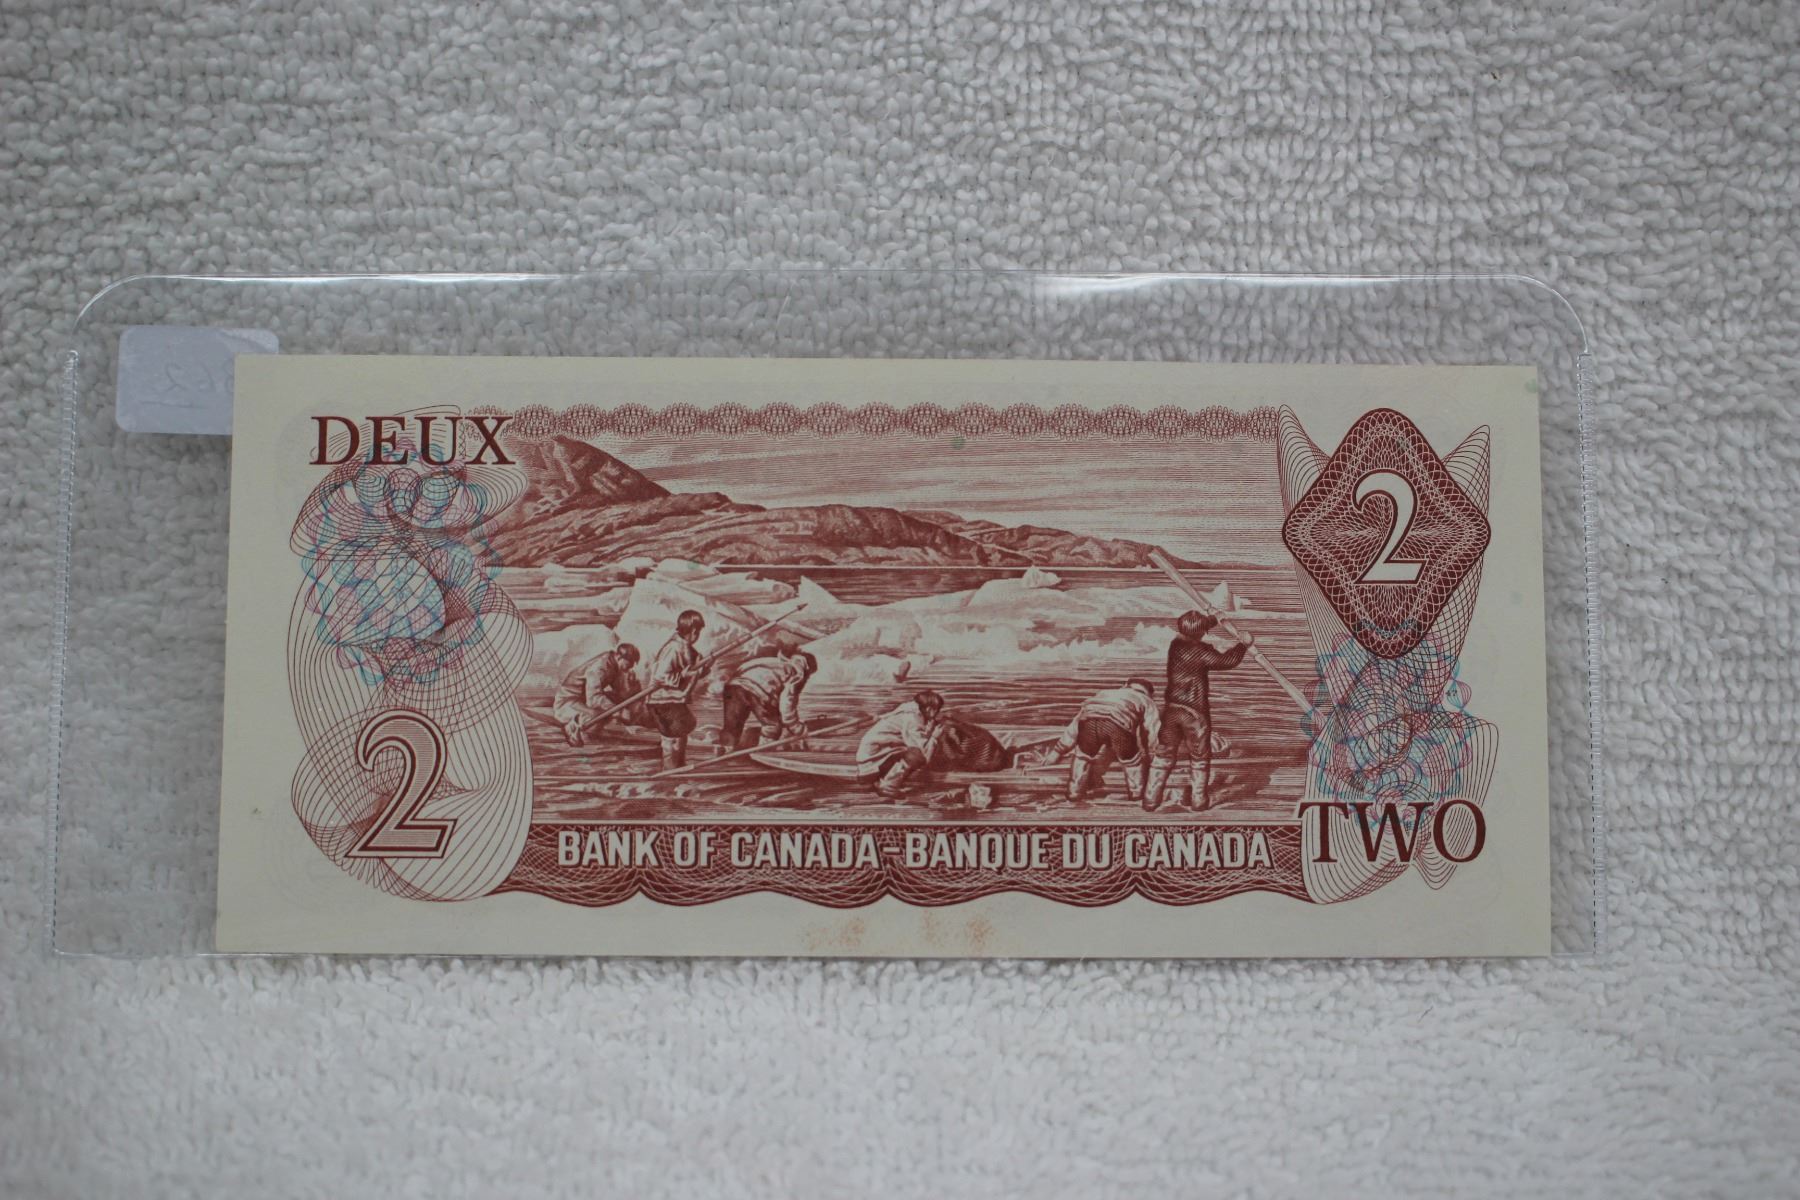 DEUX
2
2
BANK OF CANADA-BANQUE DU CANADA
TWO